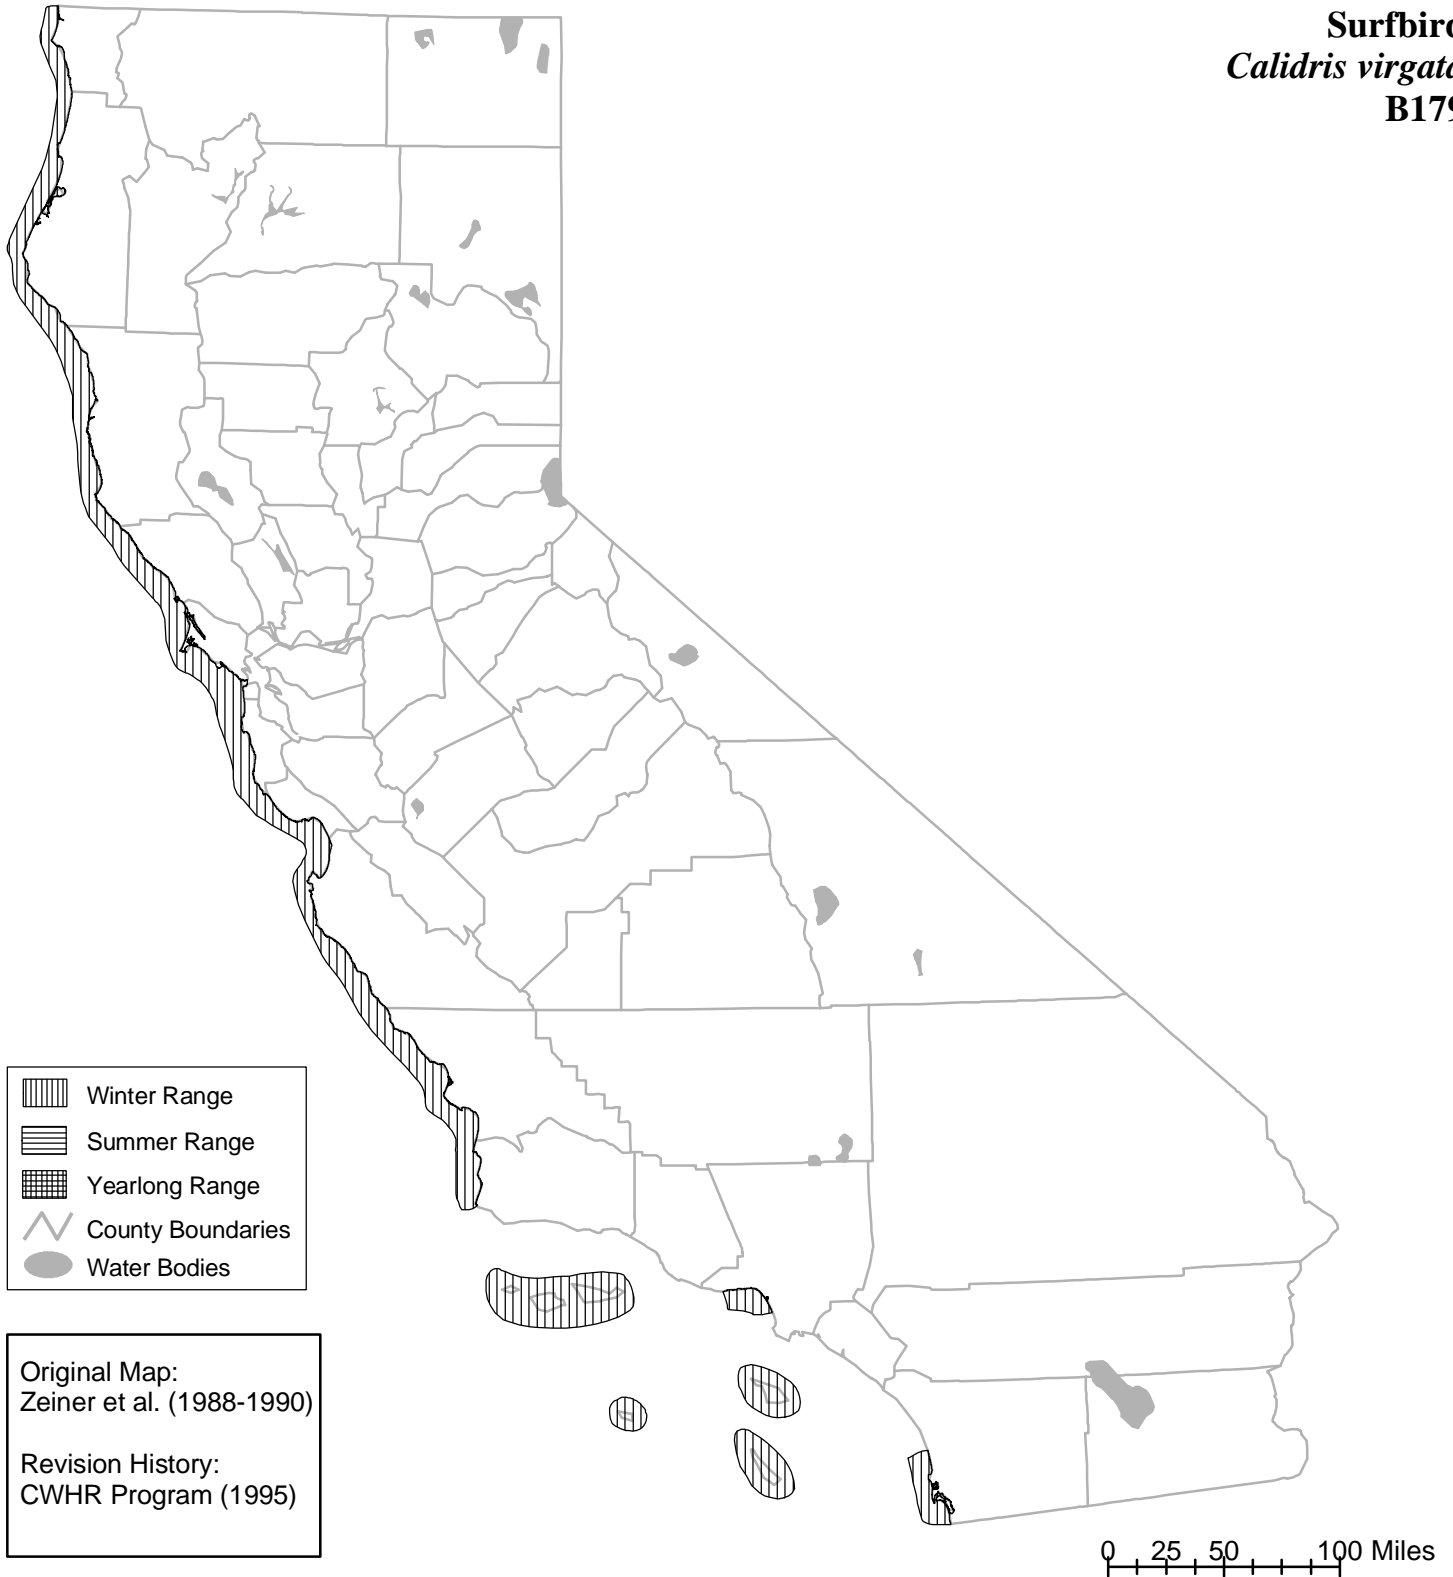 Surfbird
Calidris virgata
B179
Winter Range
Summer Range
Yearlong Range
County Boundaries
Water Bodies
Original Map:
Zeiner et al. (1988-1990)
Revision History:
CWHR Program (1995)
0 25 50 100 Miles